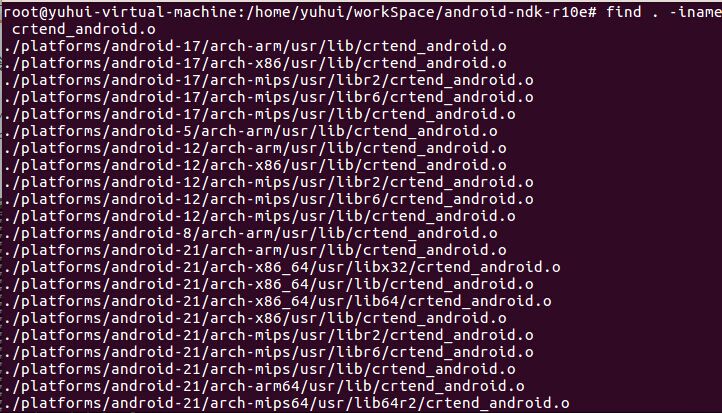 root@yuhui-virtual-machine:/home/yuhui/workSpace/android-ndk-r10e# find . -iname
 crtend_android.o
./platforms/android-17/arch-arm/usr/lib/crtend_android.o
./platforms/android-17/arch-x86/usr/lib/crtend_android.o
./platforms/android-17/arch-mips/usr/libr2/crtend_android.o
./platforms/android-17/arch-mips/usr/libr6/crtend_android.o
./platforms/android-17/arch-mips/usr/lib/crtend_android.o
./platforms/android-5/arch-arm/usr/lib/crtend_android.o
./platforms/android-12/arch-arm/usr/lib/crtend_android.o
./platforms/android-12/arch-x86/usr/lib/crtend_android.o
./platforms/android-12/arch-mips/usr/libr2/crtend_android.o
./platforms/android-12/arch-mips/usr/libr6/crtend_android.o
./platforms/android-12/arch-mips/usr/lib/crtend_android.o
./platforms/android-8/arch-arm/usr/lib/crtend_android.o
./platforms/android-21/arch-arm/usr/lib/crtend_android.o
./platforms/android-21/arch-x86_64/usr/libx32/crtend_android.o
./platforms/android-21/arch-x86_64/usr/lib/crtend_android.o
./platforms/android-21/arch-x86_64/usr/lib64/crtend_android.o
./platforms/android-21/arch-x86/usr/lib/crtend_android.o
./platforms/android-21/arch-mips/usr/libr2/crtend_android.o
./platforms/android-21/arch-mips/usr/libr6/crtend_android.o
./platforms/android-21/arch-mips/usr/lib/crtend_android.o
./platforms/android-21/arch-arm64/usr/lib/crtend_android.o
./platforms/android-21/arch-mips64/usr/lib64r2/crtend_android.o